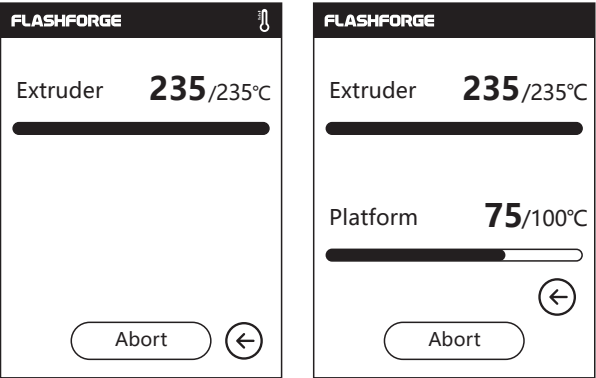 FLASHFORGE
Extruder 235/235℃
Abort
FLASHFORGE
Extruder 235/235℃
Platform 75/100℃
Abort